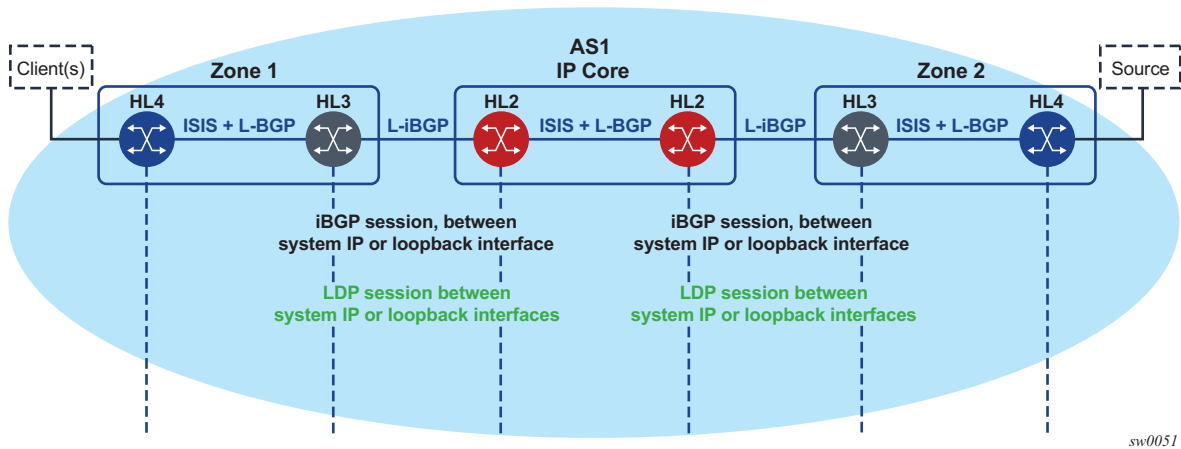 AS1
IP Core
Client(s)
Zone 1
Zone 2
Source
HL4
HL3
HL2
HL2
HL3
HL4
ISIS + L-BGP
L-iBGP
ISIS + L-BGP
L-iBGP
ISIS + L-BGP
iBGP session, between
system IP or loopback interface
iBGP session, between
system IP or loopback interface
LDP session between
system IP or loopback interfaces
LDP session between
system IP or loopback interfaces
sw0051